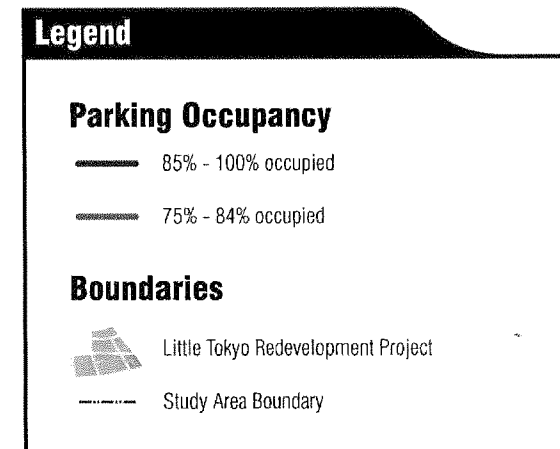 Legend
Parking Occupancy
85% - 100% occupied
75% - 84% occupied
Boundaries
Little Tokyo Redevelopment Project
Study Area Boundary